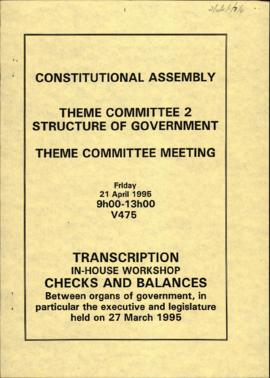 CONSTITUTIONAL ASSEMBLY
THEME COMMITTEE 2
STRUCTURE OF GOVERNMENT
THEME COMMITTEE MEETING
Friday
21 April 1995
9h00-13h00
V475
TRANSCRIPTION
IN-HOUSE WORKSHOP
CHECKS AND BALANCES
Between organs of government, in
particular the executive and legislature
held on 27 March 1995